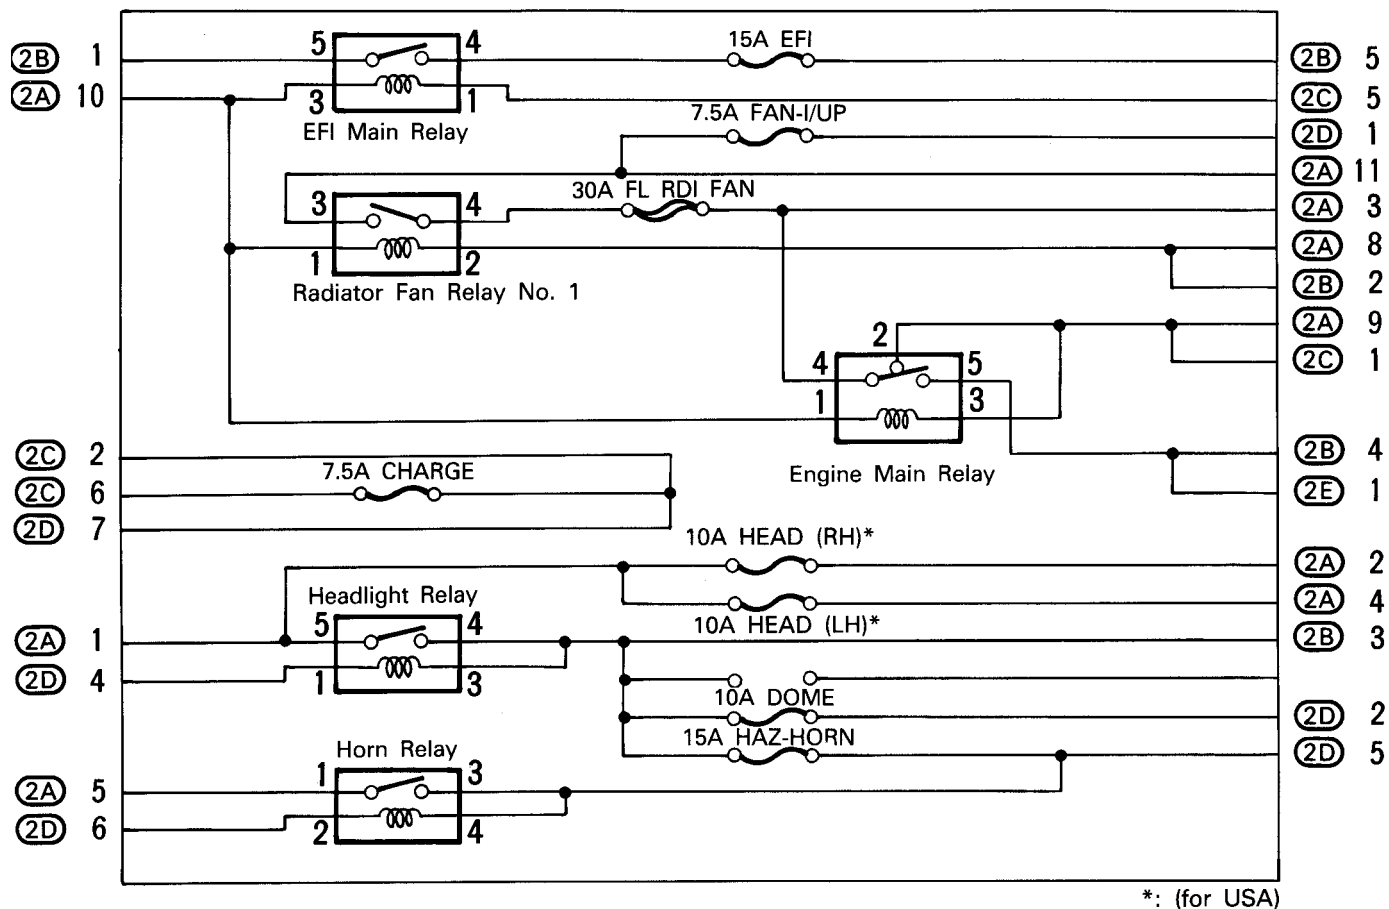 2B 1
5 4
15A EFI
2B 5
2A 10
3 1
2C 5
EFI Main Relay
7.5A FAN-I/UP
2D 1
2A 11
30A FL RDI FAN
3 4
2A 3
1 2
2A 8
Radiator Fan Relay No. 1
2B 2
2
2A 9
4 5
2C 1
1 3
2C 2
2B 4
7.5A CHARGE
Engine Main Relay
2C 6
2E 1
2D 7
10A HEAD (RH)*
2A 2
Headlight Relay
2A 4
5 4
10A HEAD (LH)*
2A 1
2B 3
2D 4
1 3
10A DOME
2D 2
15A HAZ-HORN
Horn Relay
2D 5
1 3
2A 5
2D 6
2 4
*: (for USA)